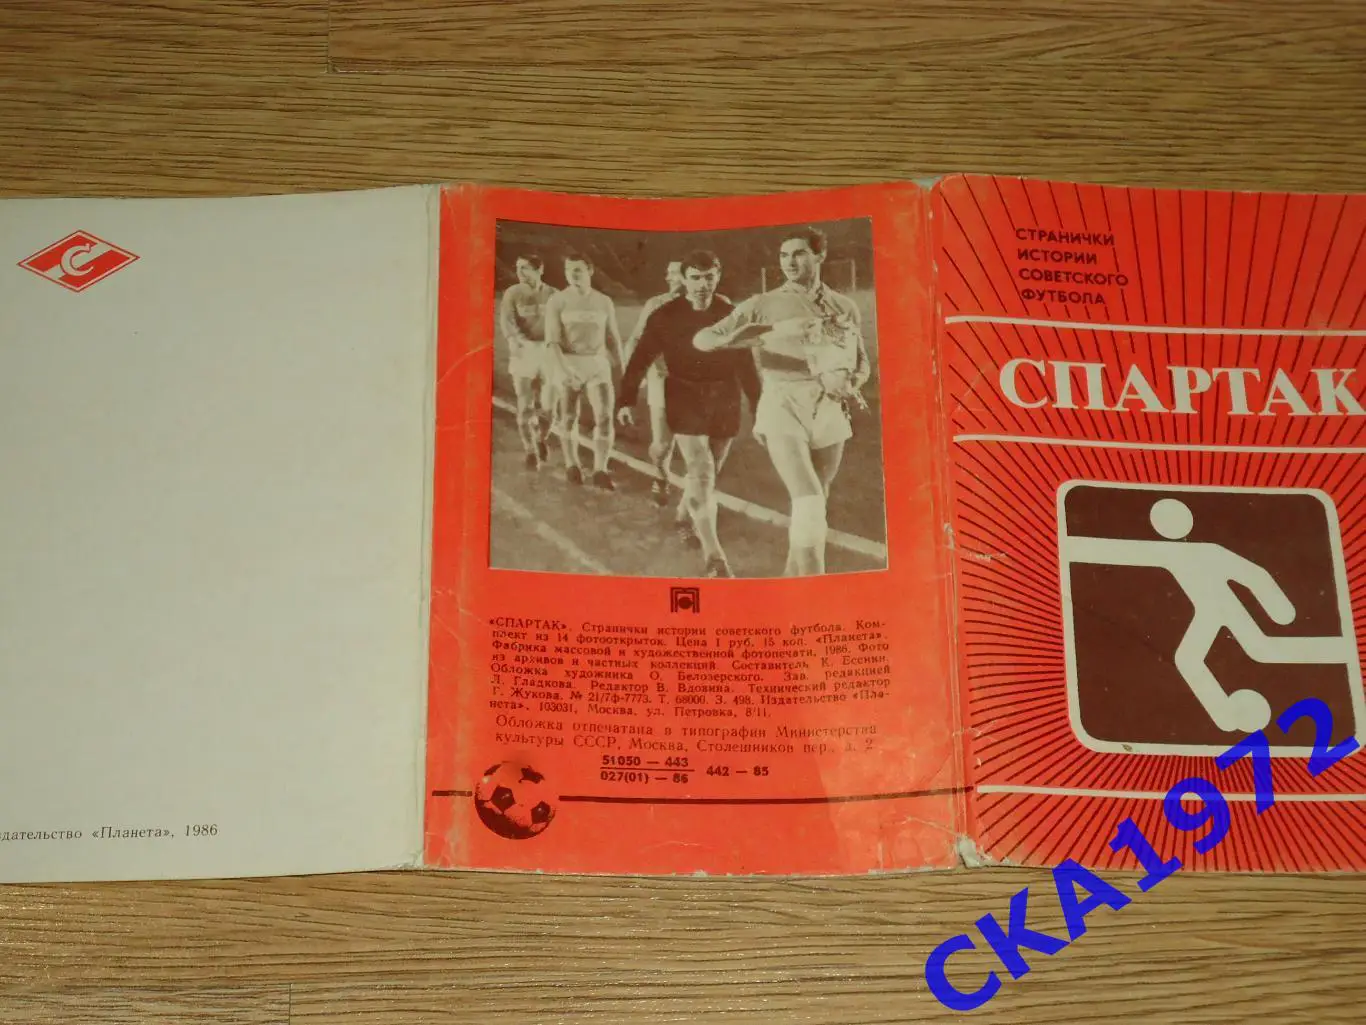 С
здательство «Планета», 1986
«СПАРТАК». Странички истории советского футбола. Ком-
плект из 14 фотооткрыток. Цена 1 руб. 15 коп. «Планета».
Фабрика массовой и художественной фотопечати, 1986. Фото
из архивов и частных коллекций Составитель К. Есенин.
Обложка художника О. Белозерского. Зав. редакцией
Л. Гладкова. Редактор В. Вдовина. Технический редактор
Г. Жукова. № 21/7ф-7773. Т. 68000. З. 498. Издательство «Пла-
нета», 103031, Москва, ул. Петровка, 8/11.
Обложка отпечатана в типографии Министерства
культуры СССР, Москва, Столешников пер., д. 2
51050 — 443
027(01) — 86
442 — 85
СТРАНИЧКИ
ИСТОРИИ
СОВЕТСКОГО
ФУТБОЛА
СПАРТАК
СКА1972